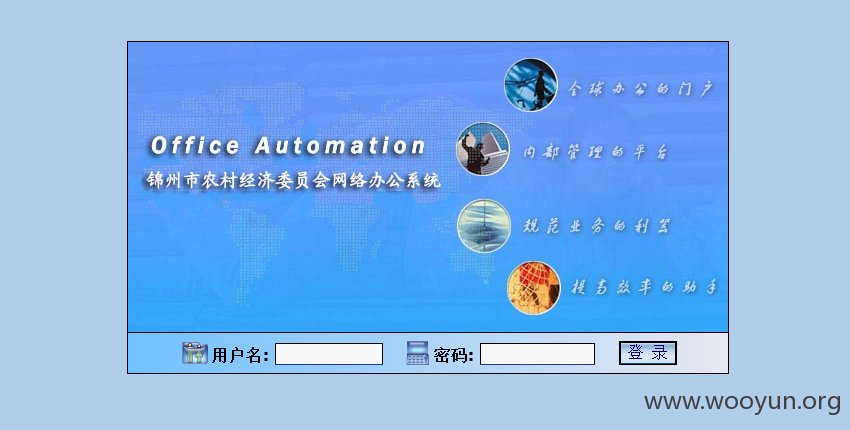 全球办公的门户
Office Automation
内部管理的平台
锦州市农村经济委员会网络办公系统
规范业务的利器
提高效率的助手
用户名: 密码: 登 录
www.wooyun.org